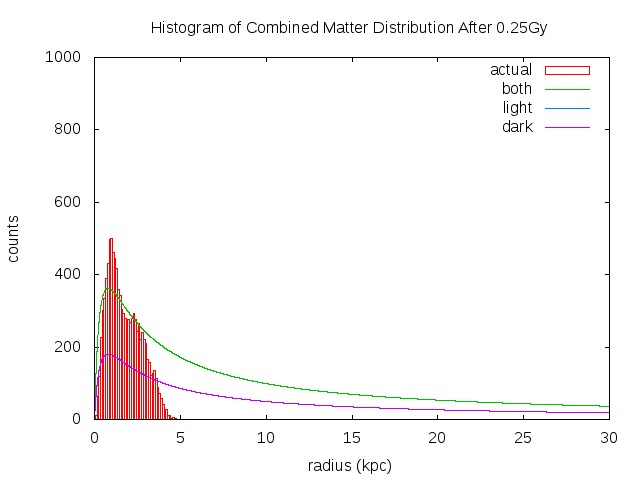 Histogram of Combined Matter Distribution After 0.25Gy
1000
800
600
400
200
0
counts
actual
both
light
dark
0 5 10 15 20 25 30
radius (kpc)